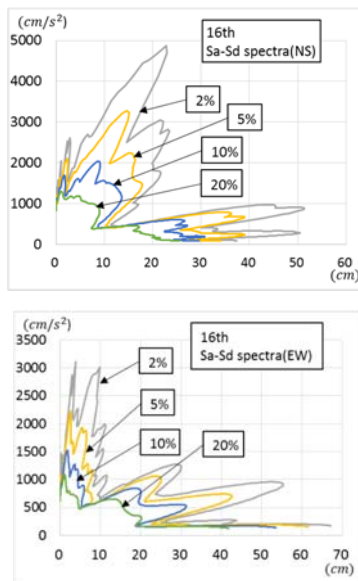 (cm/s²)
5000
4000
3000
2000
1000
0
0 10 20 30 40 50 60
(cm)
16th
Sa-Sd spectra(NS)
2%
5%
10%
20%
(cm/s²)
3500
3000
2500
2000
1500
1000
500
0
0 10 20 30 40 50 60 70
(cm)
16th
Sa-Sd spectra(EW)
2%
5%
10%
20%